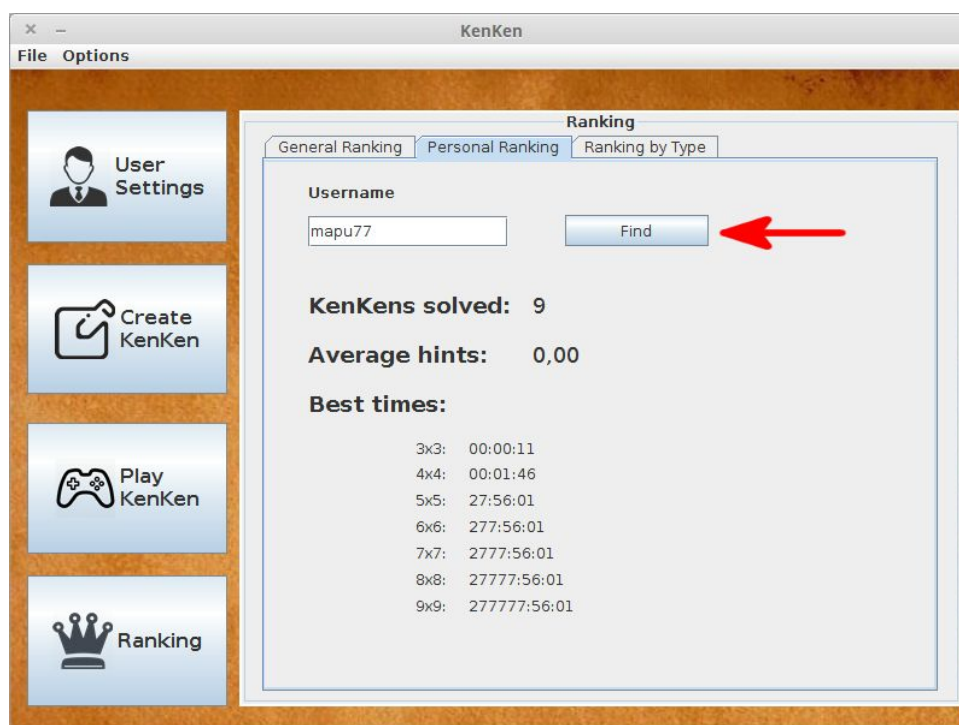 KenKen
File Options
User
Settings
Create
KenKen
Play
KenKen
Ranking
Ranking
General Ranking Personal Ranking Ranking by Type
Username
mapu77 Find
KenKens solved: 9
Average hints: 0,00
Best times:
3x3: 00:00:11
4x4: 00:01:46
5x5: 27:56:01
6x6: 277:56:01
7x7: 2777:56:01
8x8: 27777:56:01
9x9: 277777:56:01